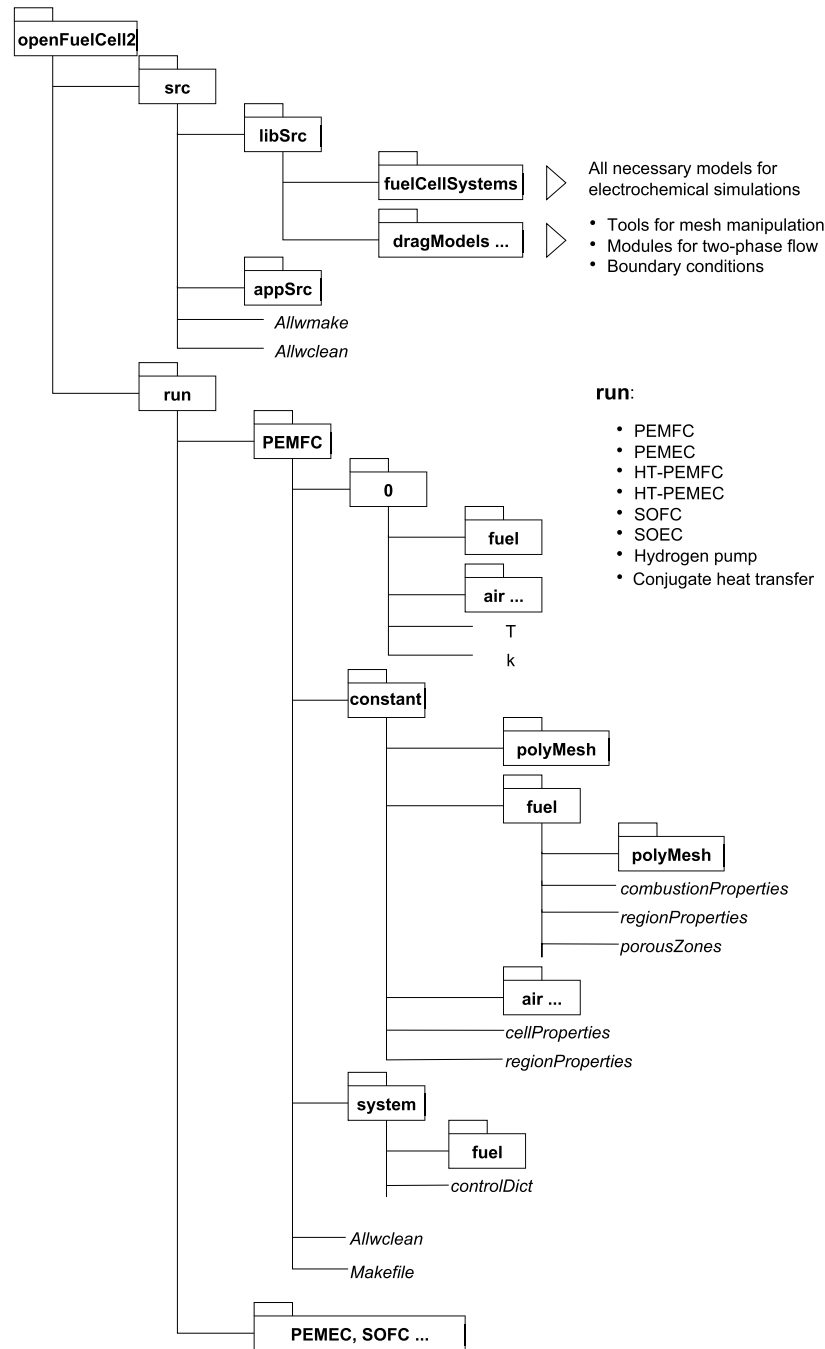 openFuelCell2
src
libSrc
fuelCellSystems
All necessary models for
electrochemical simulations
dragModels ...
• Tools for mesh manipulation
• Modules for two-phase flow
• Boundary conditions
appSrc
Allwmake
Allwclean
run
run:
• PEMFC
• PEMEC
• HT-PEMFC
• HT-PEMEC
• SOFC
• SOEC
• Hydrogen pump
• Conjugate heat transfer
PEMFC
0
fuel
air ...
T
k
constant
polyMesh
fuel
polyMesh
combustionProperties
regionProperties
porousZones
air ...
cellProperties
regionProperties
system
fuel
controlDict
Allwclean
Makefile
PEMEC, SOFC ...